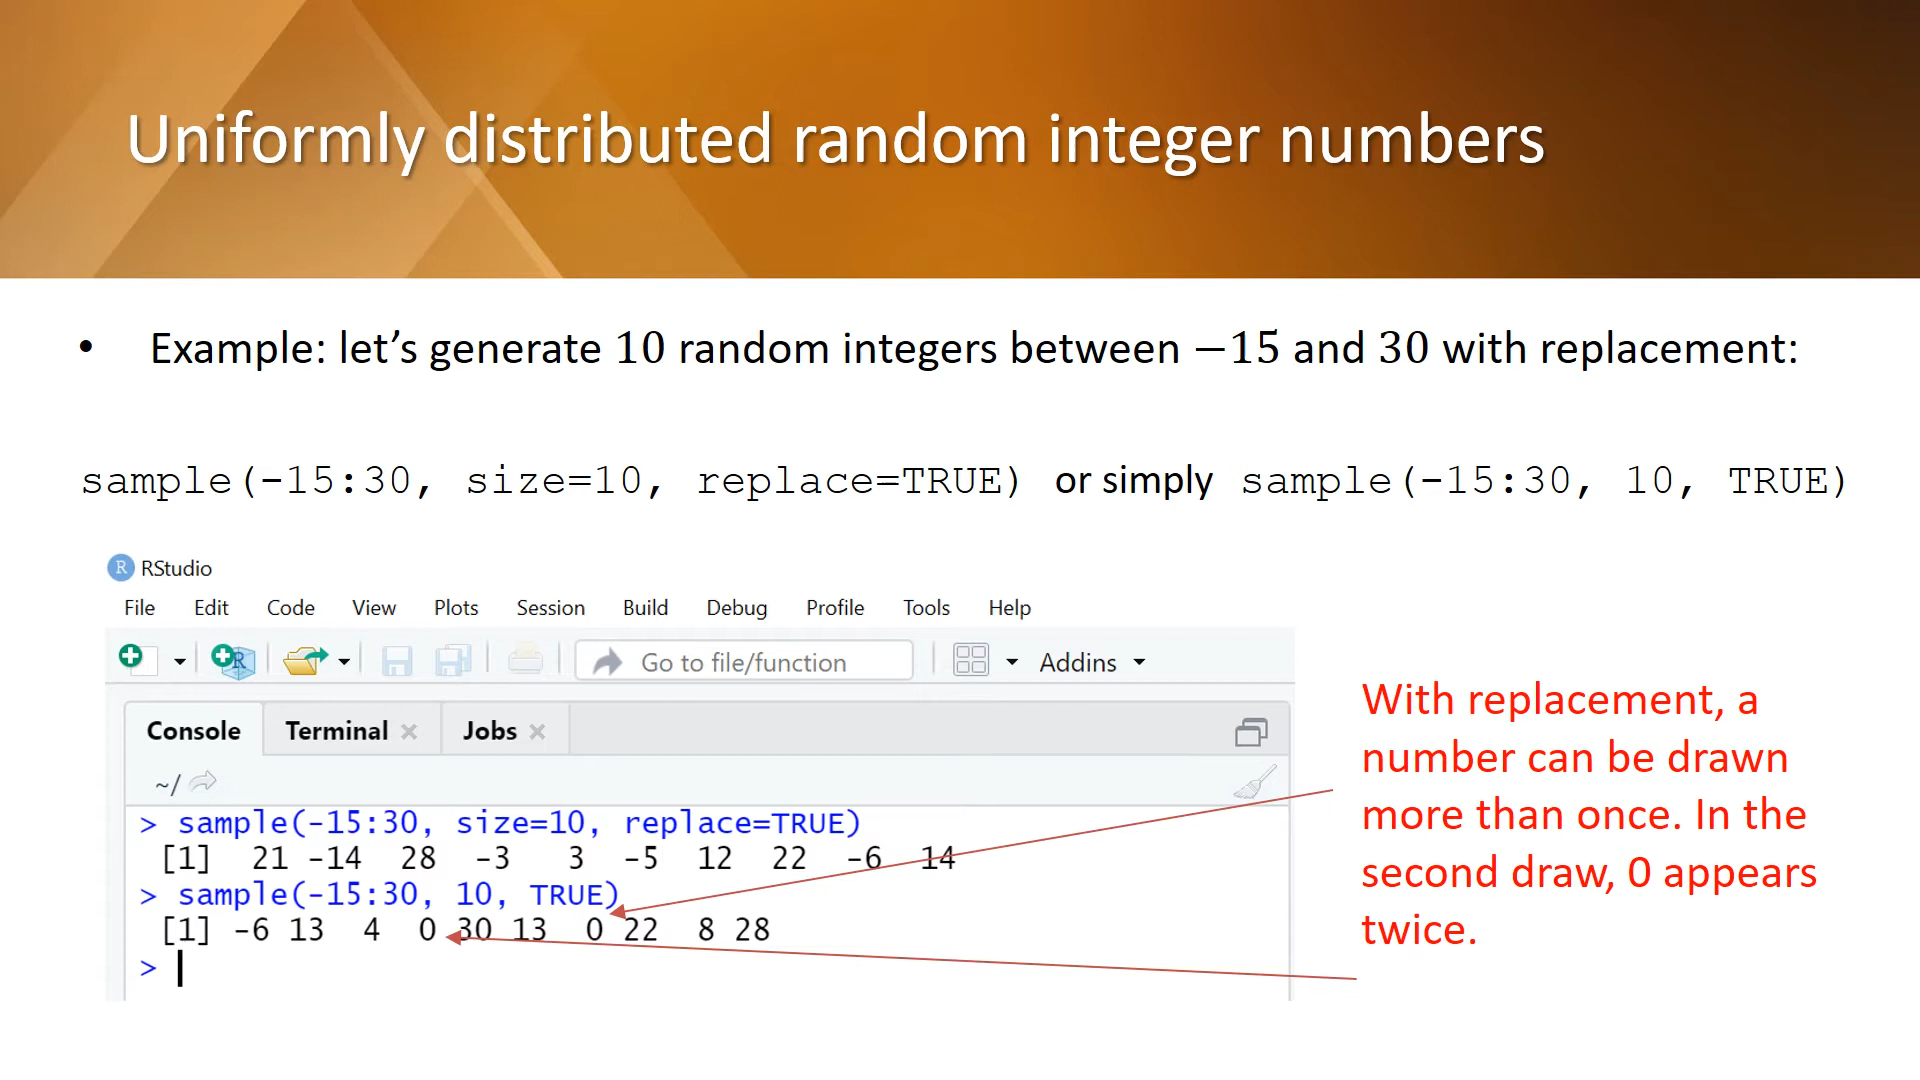 Uniformly distributed random integer numbers
• Example: let’s generate 10 random integers between −15 and 30 with replacement:
sample(-15:30, size=10, replace=TRUE) or simply sample(-15:30, 10, TRUE)
R RStudio
File Edit Code View Plots Session Build Debug Profile Tools Help
R Go to file/function Addins
Console Terminal Jobs
~/
> sample(-15:30, size=10, replace=TRUE)
[1] 21 -14 28 -3 3 -5 12 22 -6 14
> sample(-15:30, 10, TRUE)
[1] -6 13 4 0 30 13 0 22 8 28
>
With replacement, a
number can be drawn
more than once. In the
second draw, 0 appears
twice.